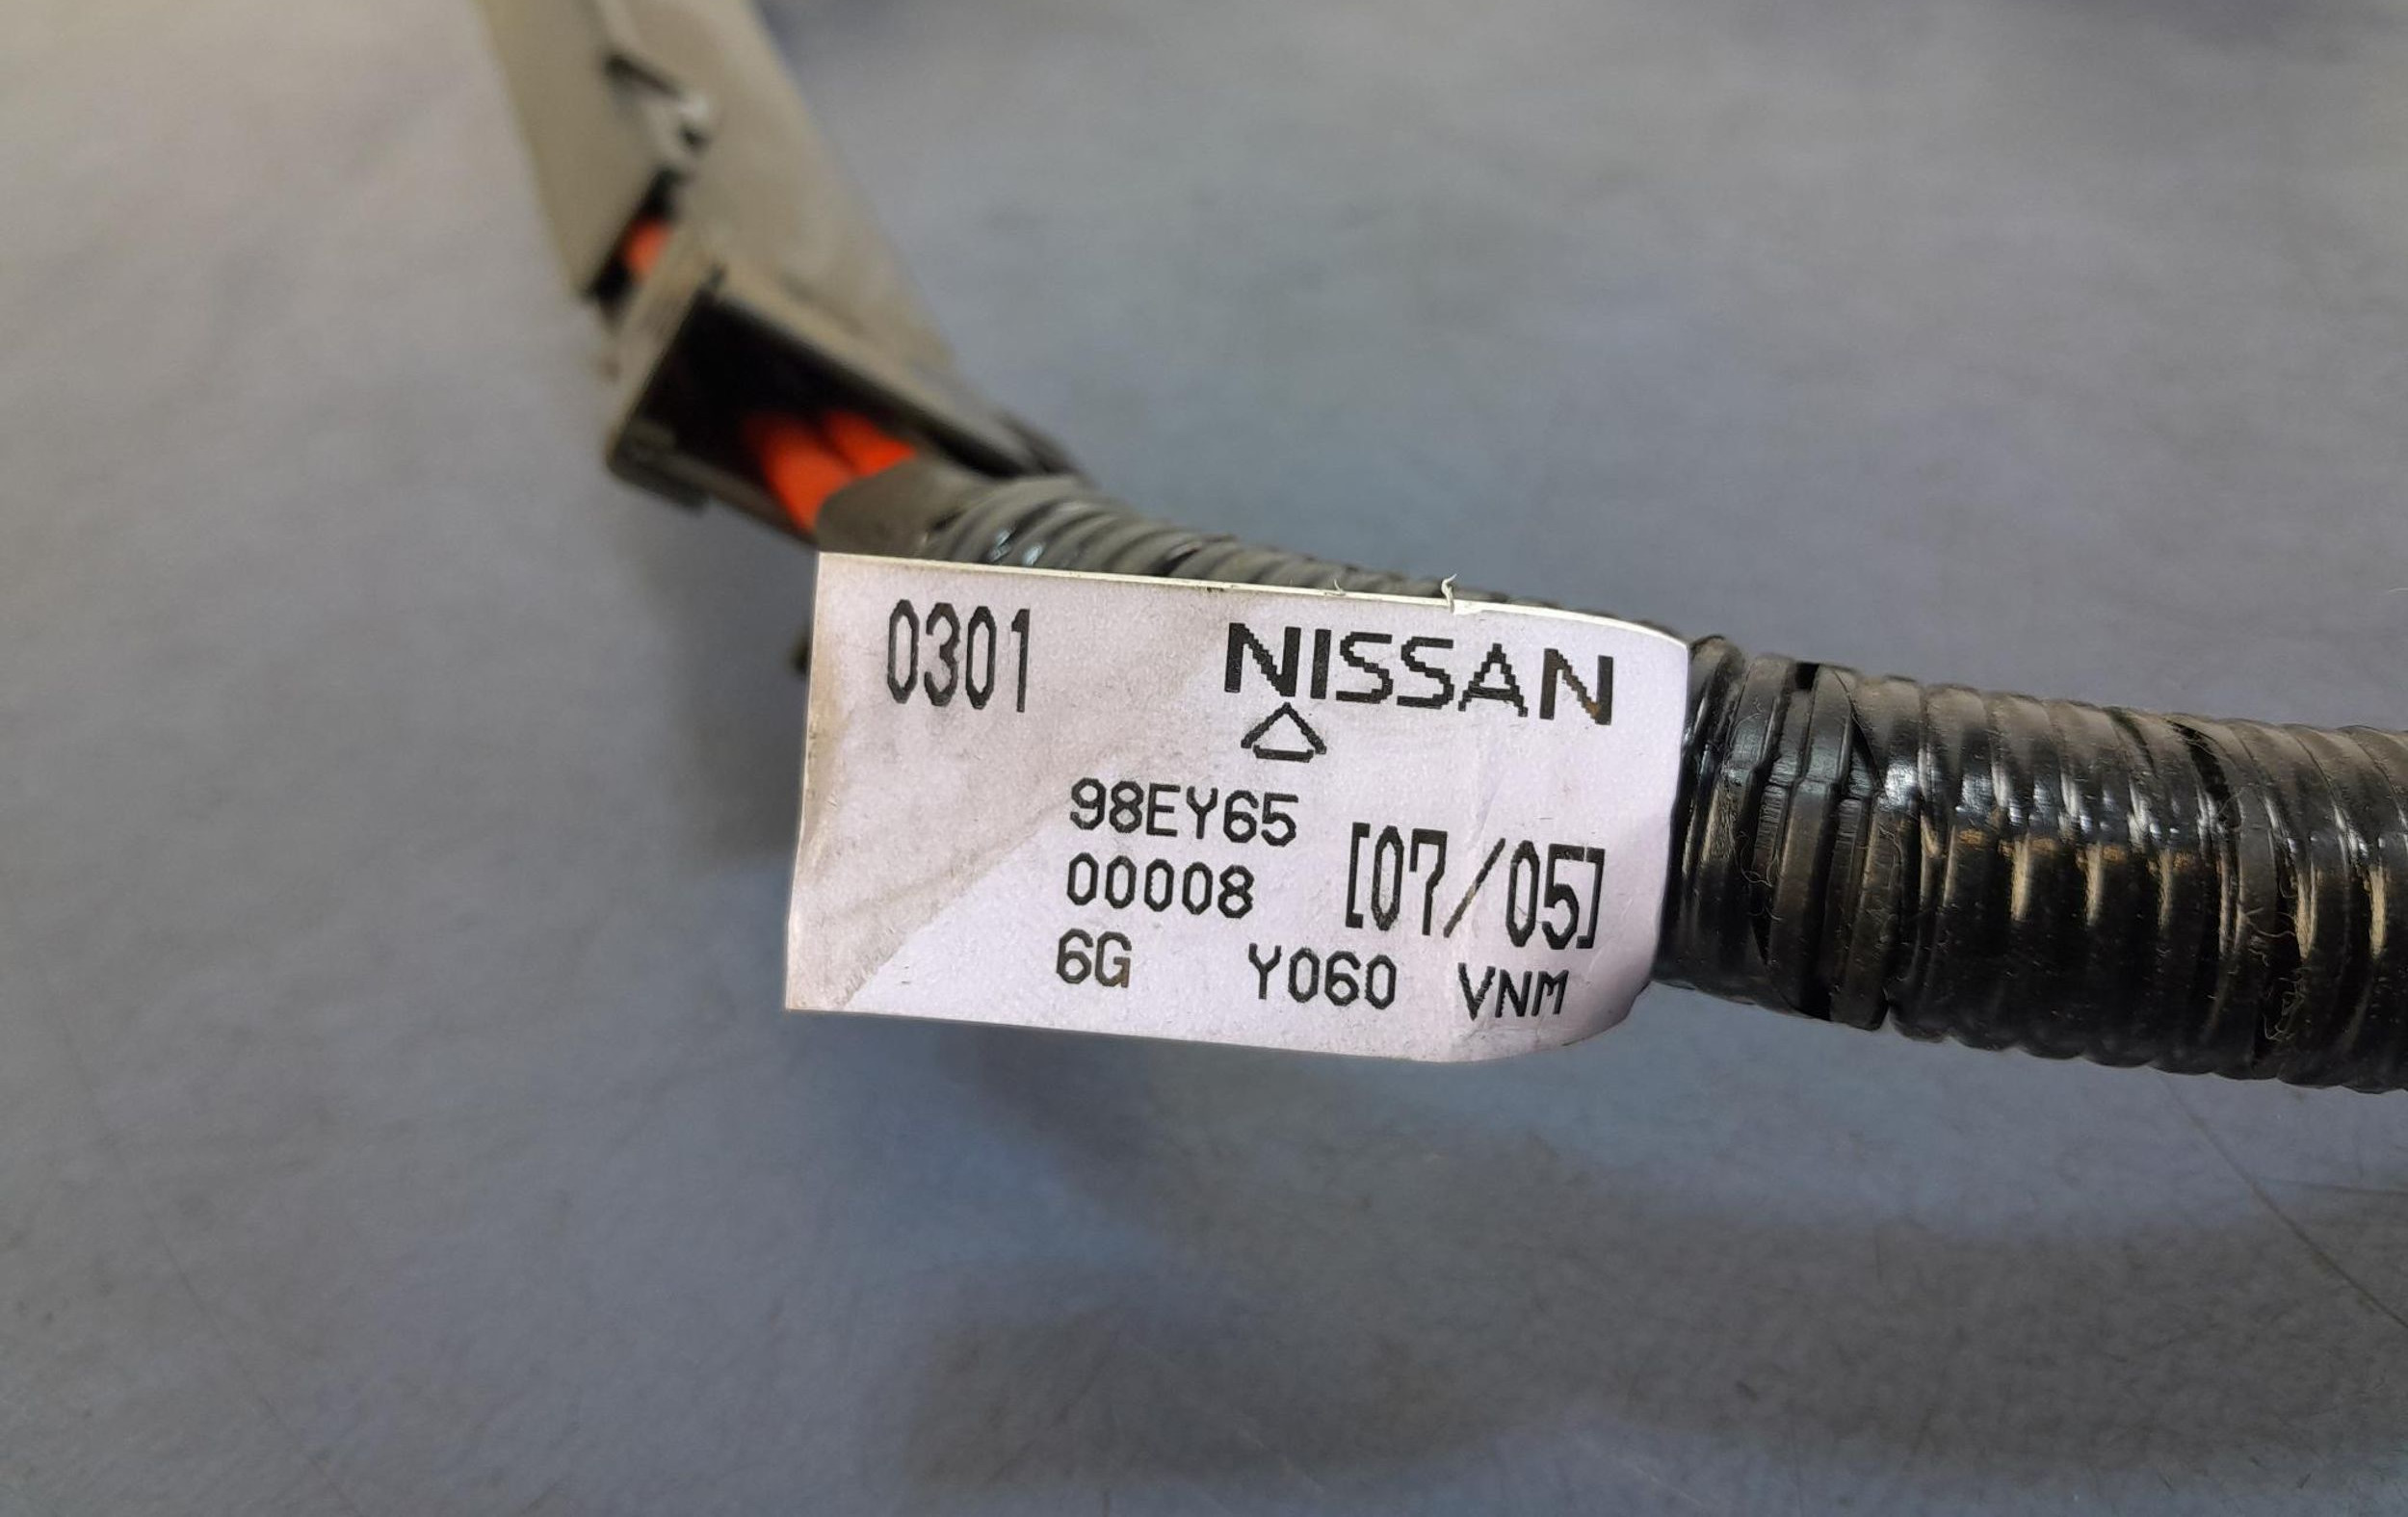 0301 NISSAN
98EY65
00008 [07/05]
6G Y060 VNM